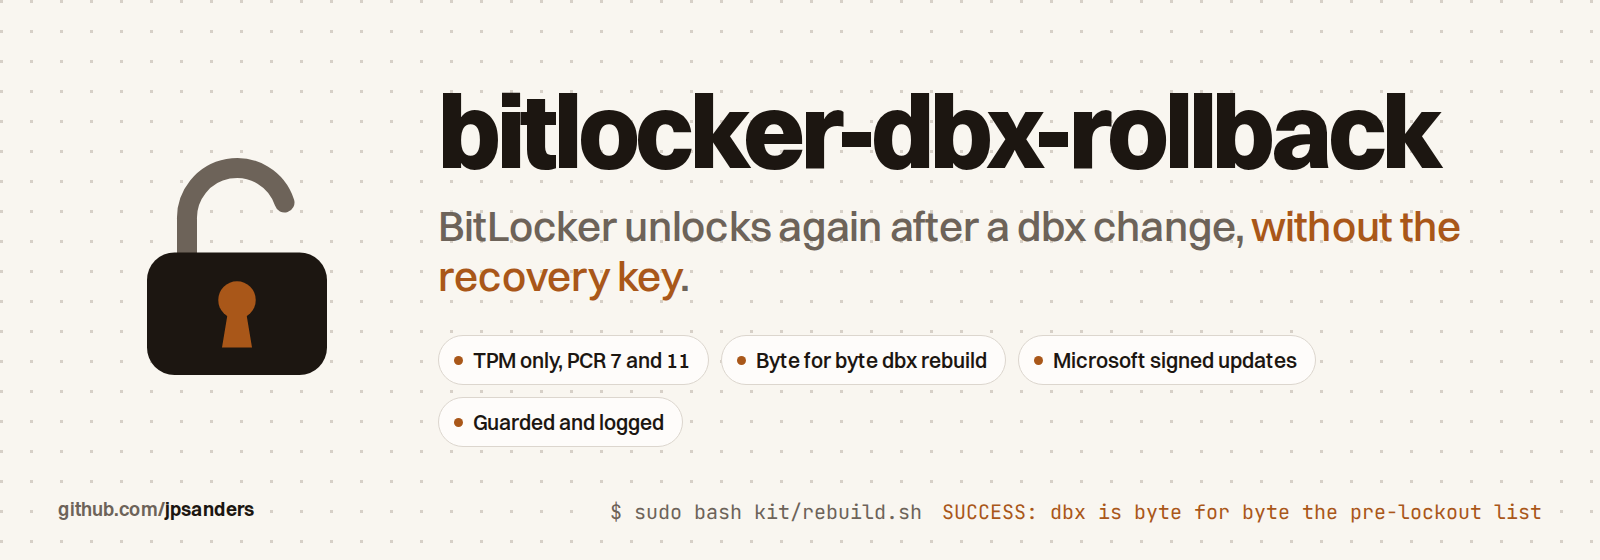 bitlocker-dbx-rollback
BitLocker unlocks again after a dbx change, without the
recovery key.
TPM only, PCR 7 and 11
Byte for byte dbx rebuild
Microsoft signed updates
Guarded and logged
github.com/jpsanders
$ sudo bash kit/rebuild.sh SUCCESS: dbx is byte for byte the pre-lockout list